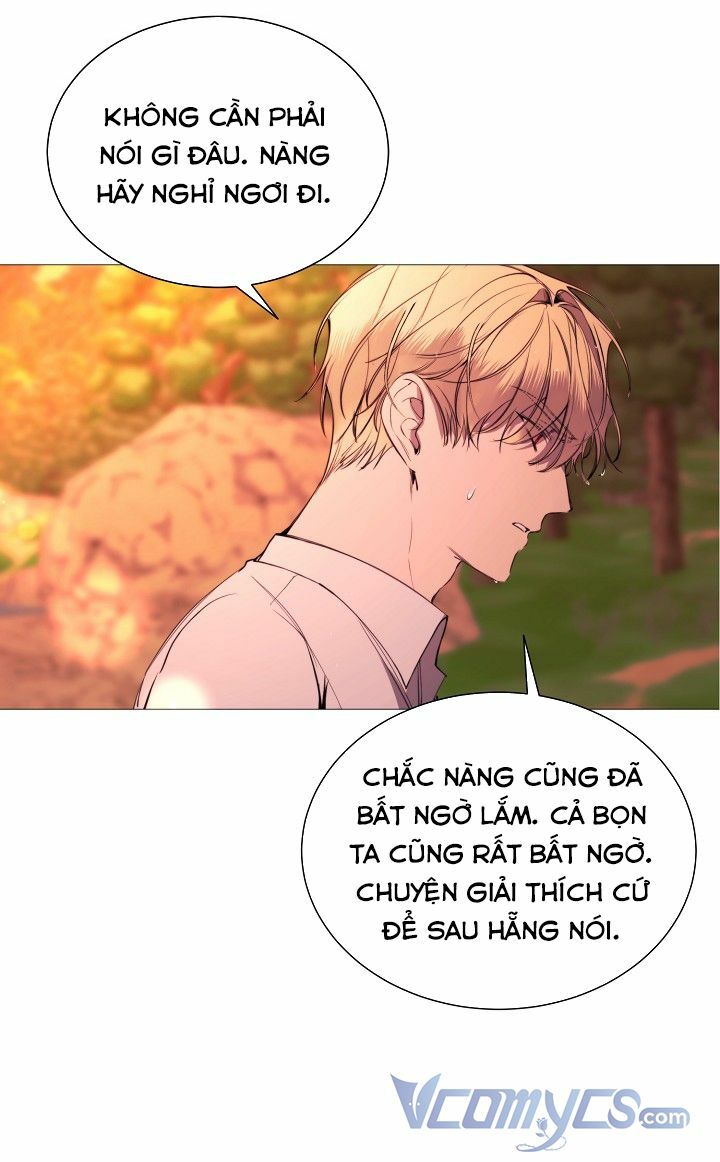 KHÔNG CẦN PHẢI
NÓI GÌ ĐÂU. NÀNG
HÃY NGHỈ NGƠI ĐI.
CHẮC NÀNG CŨNG ĐÃ
BẤT NGỜ LẮM. CẢ BỌN
TA CŨNG RẤT BẤT NGỜ.
CHUYỆN GIẢI THÍCH CỨ
ĐỂ SAU HẴNG NÓI.
VCOMYCS.com